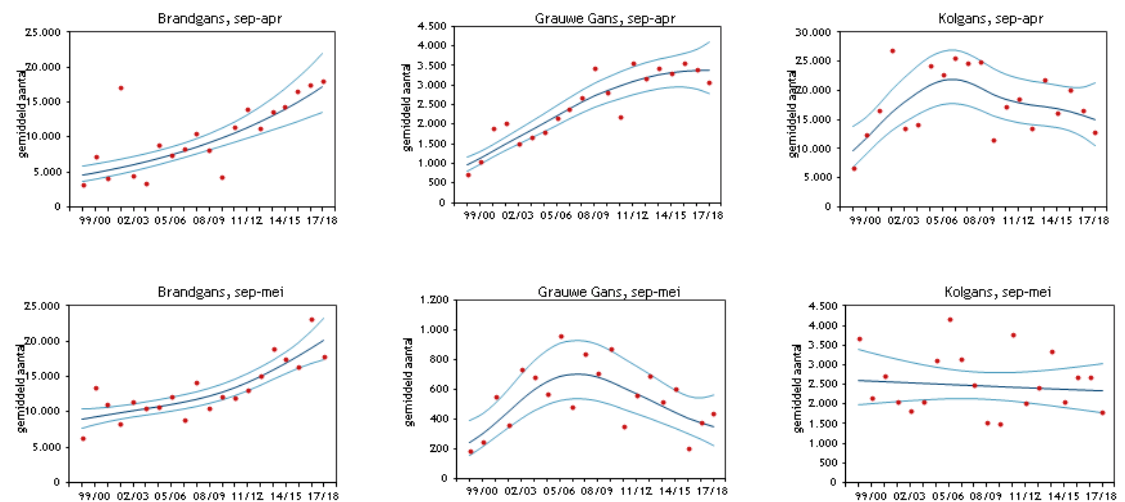 Brandgans, sep-apr
gemiddeld aantal
25.000
20.000
15.000
10.000
5.000
0
99/00 02/03 05/06 08/09 11/12 14/15 17/18
Grauwe Gans, sep-apr
4.500
4.000
3.500
3.000
2.500
2.000
1.500
1.000
500
0
99/00 02/03 05/06 08/09 11/12 14/15 17/18
Kolgans, sep-apr
gemiddeld aantal
30.000
25.000
20.000
15.000
10.000
5.000
0
99/00 02/03 05/06 08/09 11/12 14/15 17/18
Brandgans, sep-mei
gemiddeld aantal
25.000
20.000
15.000
10.000
5.000
0
99/00 02/03 05/06 08/09 11/12 14/15 17/18
Grauwe Gans, sep-mei
1.200
1.000
800
600
400
200
0
99/00 02/03 05/06 08/09 11/12 14/15 17/18
Kolgans, sep-mei
gemiddeld aantal
4.500
4.000
3.500
3.000
2.500
2.000
1.500
1.000
500
0
99/00 02/03 05/06 08/09 11/12 14/15 17/18